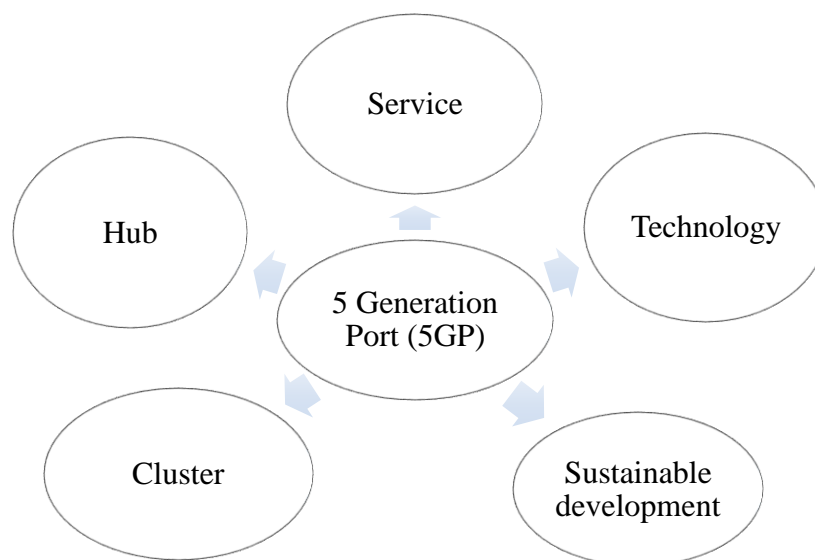 Service
Hub
Technology
5 Generation
Port (5GP)
Cluster
Sustainable
development